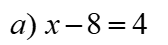 a) x − 8 = 4